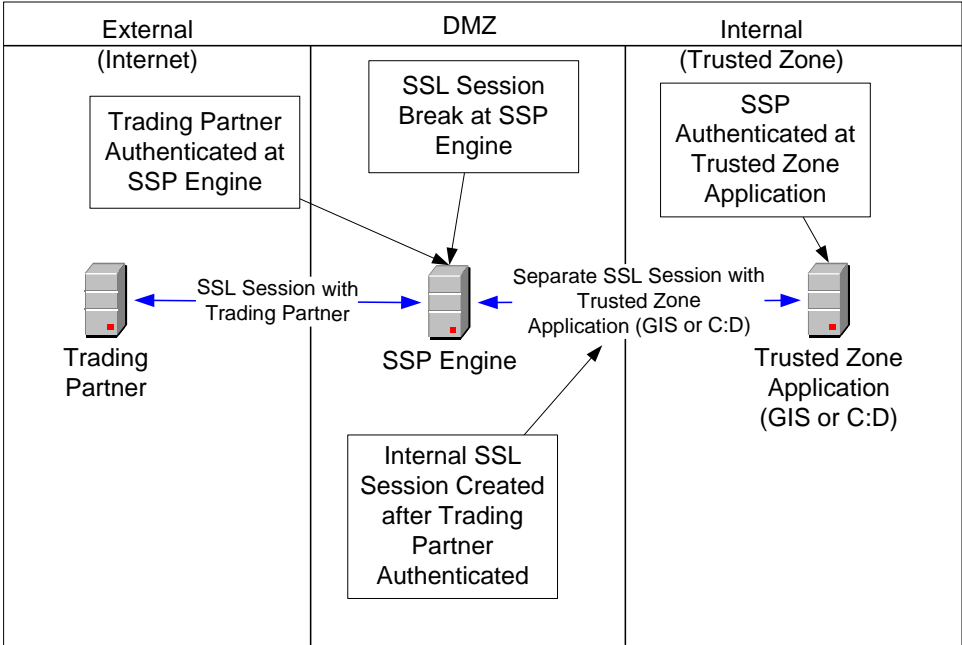 External
(Internet)
DMZ
Internal
(Trusted Zone)
Trading Partner
Authenticated at
SSP Engine
SSL Session
Break at SSP
Engine
SSP
Authenticated at
Trusted Zone
Application
SSL Session with
Trading Partner
Separate SSL Session with
Trusted Zone
Application (GIS or C:D)
Trading
Partner
SSP Engine
Trusted Zone
Application
(GIS or C:D)
Internal SSL
Session Created
after Trading
Partner
Authenticated